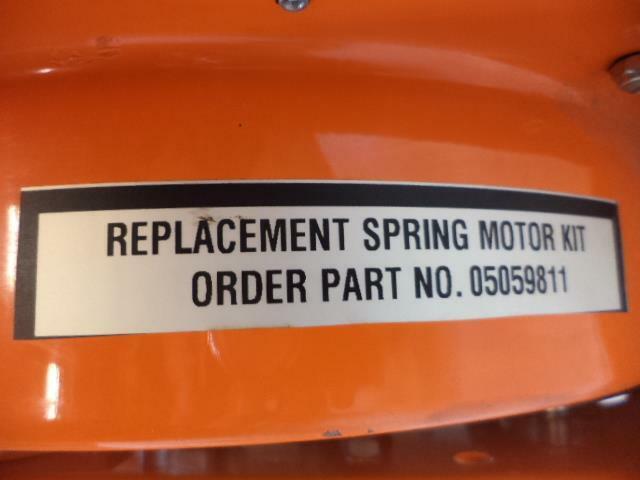 REPLACEMENT SPRING MOTOR KIT
ORDER PART NO. 05059811